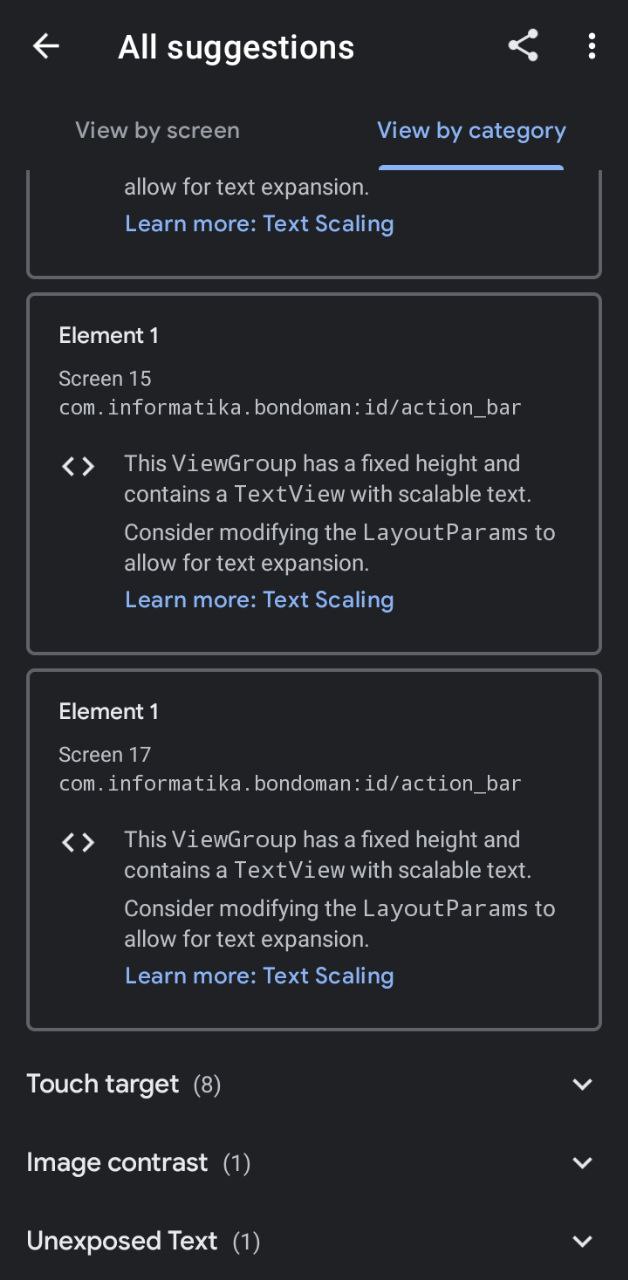 All suggestions
View by screen
View by category
allow for text expansion.
Learn more: Text Scaling
Element 1
Screen 15
com.informatika.bondoman:id/action_bar
This ViewGroup has a fixed height and
contains a TextView with scalable text.
Consider modifying the LayoutParams to
allow for text expansion.
Learn more: Text Scaling
Element 1
Screen 17
com.informatika.bondoman:id/action_bar
This ViewGroup has a fixed height and
contains a TextView with scalable text.
Consider modifying the LayoutParams to
allow for text expansion.
Learn more: Text Scaling
Touch target (8)
Image contrast (1)
Unexposed Text (1)